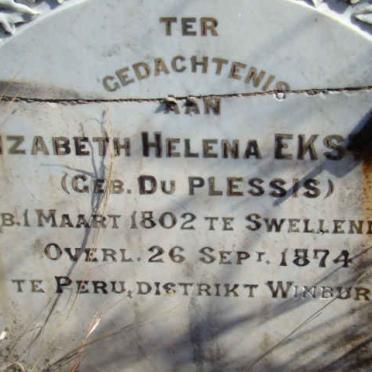 TER
GEDACHTENIS
AAN
IZABETH HELENA EKS
(GEB. DU PLESSIS)
B. 1 MAART 1802 TE SWELLEN
OVERL. 26 SEPT. 1874
TE PERU, DISTRIKT WINBUR